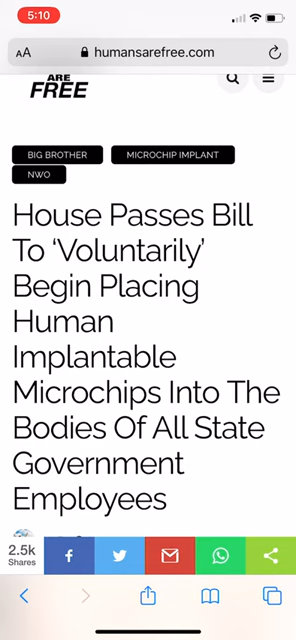 5:10
AA humansarefree.com
ARE
FREE
BIG BROTHER MICROCHIP IMPLANT
NWO
House Passes Bill
To ‘Voluntarily’
Begin Placing
Human
Implantable
Microchips Into The
Bodies Of All State
Government
Employees
2.5k
Shares